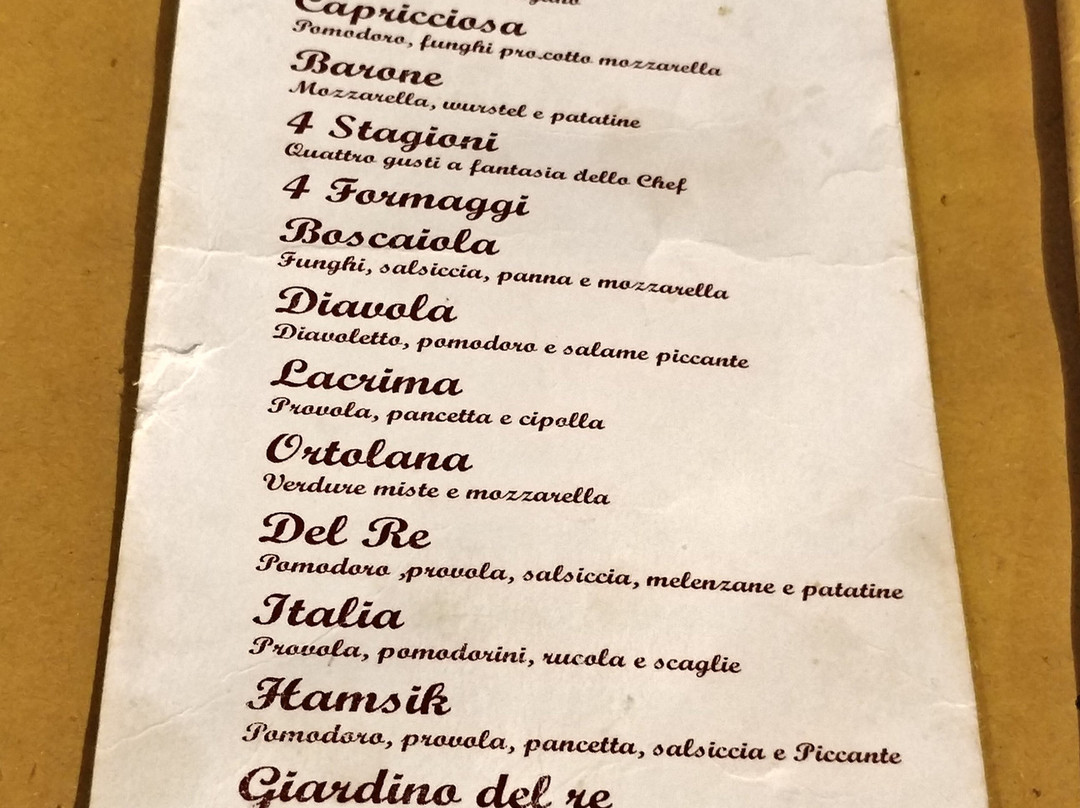 Capricciosa
Pomodoro, funghi pro.cotto mozzarella
Barone
Mozzarella, wurstel e patatine
4 Stagioni
Quattro gusti a fantasia dello Chef
4 Formaggi
Boscaiola
Funghi, salsiccia, panna e mozzarella
Diavola
Diavoletto, pomodoro e salame piccante
Lacrima
Provola, pancetta e cipolla
Ortolana
Verdure miste e mozzarella
Del Re
Pomodoro ,provola, salsiccia, melenzane e patatine
Italia
Provola, pomodorini, rucola e scaglie
Hamsik
Pomodoro, provola, pancetta, salsiccia e Piccante
Giardino del re